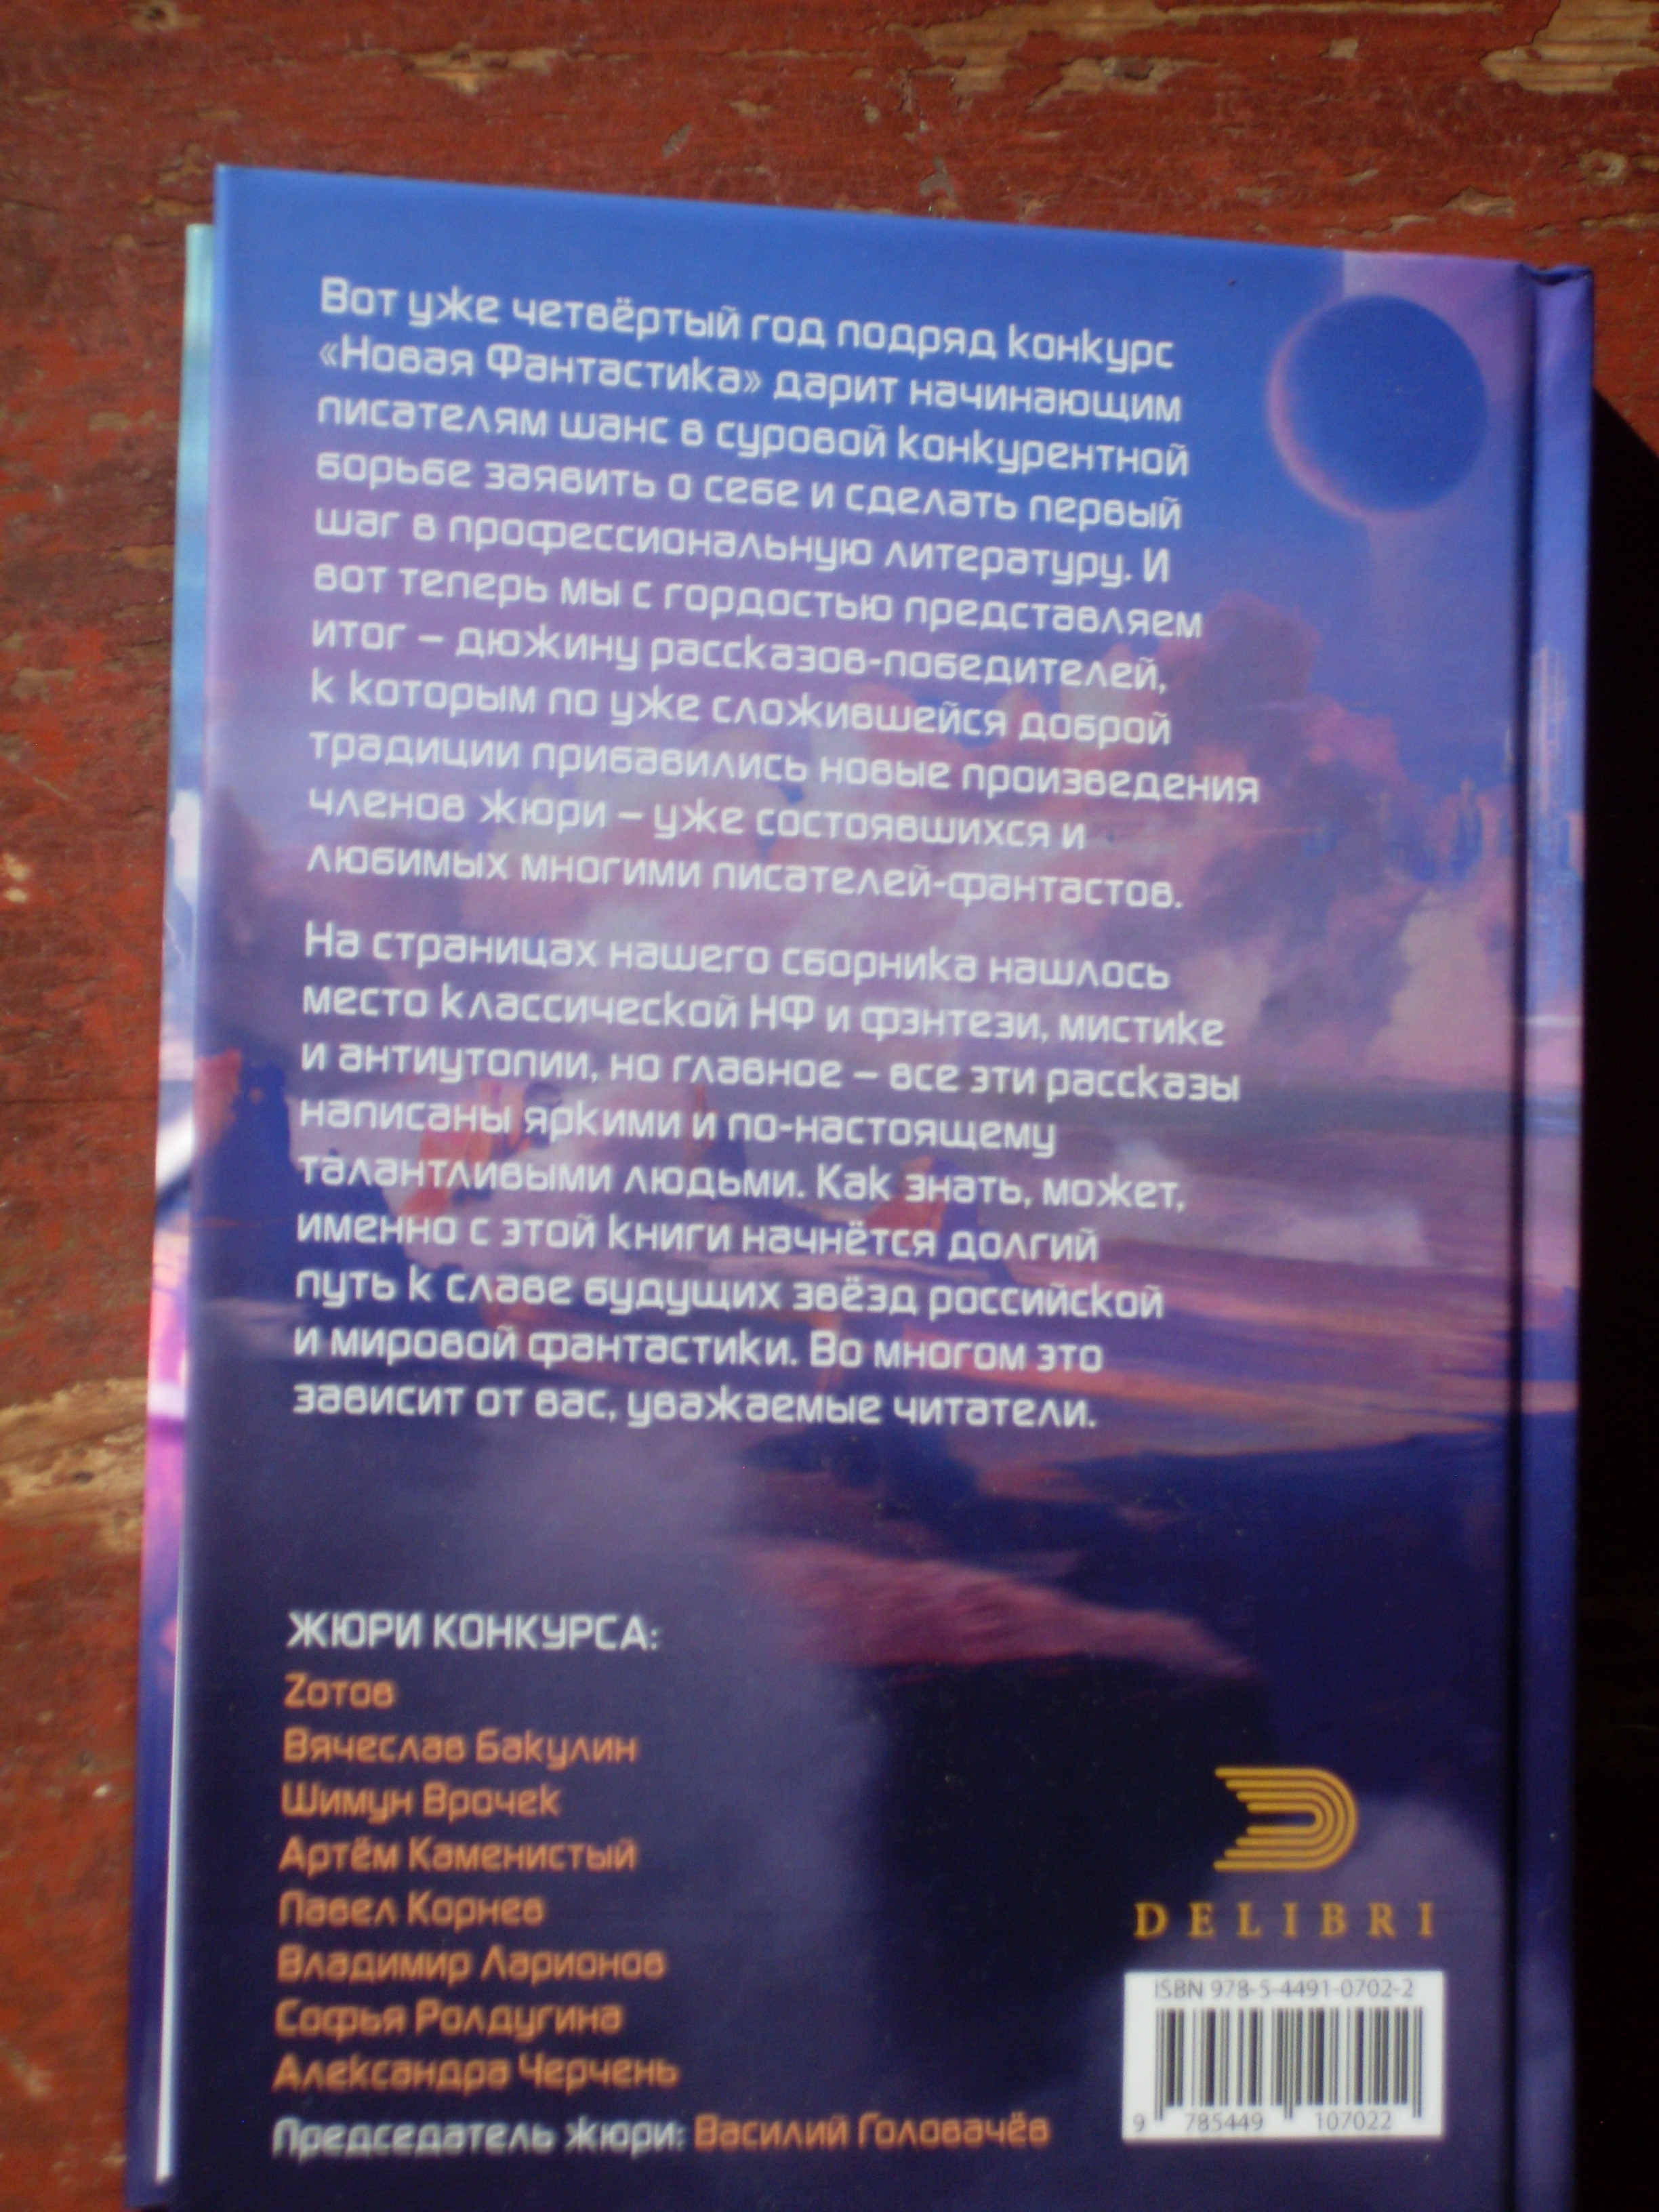 Вот уже четвёртый год подряд конкурс
«Новая Фантастика» дарит начинающим
писателям шанс в суровой конкурентной
борьбе заявить о себе и сделать первый
шаг в профессиональную литературу. И
вот теперь мы с гордостью представляем
итог – дюжину рассказов-победителей,
к которым по уже сложившейся доброй
традиции прибавились новые произведения
членов жюри – уже состоявшихся и
любимых многими писателей-фантастов.
На страницах нашего сборника нашлось
место классической НФ и фэнтези, мистике
и антиутопии, но главное – все эти рассказы
написаны яркими и по-настоящему
талантливыми людьми. Как знать, может,
именно с этой книги начнётся долгий
путь к славе будущих звёзд российской
и мировой фантастики. Во многом это
зависит от вас, уважаемые читатели.
ЖЮРИ КОНКУРСА:
Zотов
Вячеслав Бакулин
Шимун Врочек
Артём Каменистый
Павел Корнев
Владимир Ларионов
Софья Ролдугина
Александра Черчень
Председатель жюри: Василий Головачёв
DELIBRI
ISBN 978-5-4491-0702-2
9 785449 107022